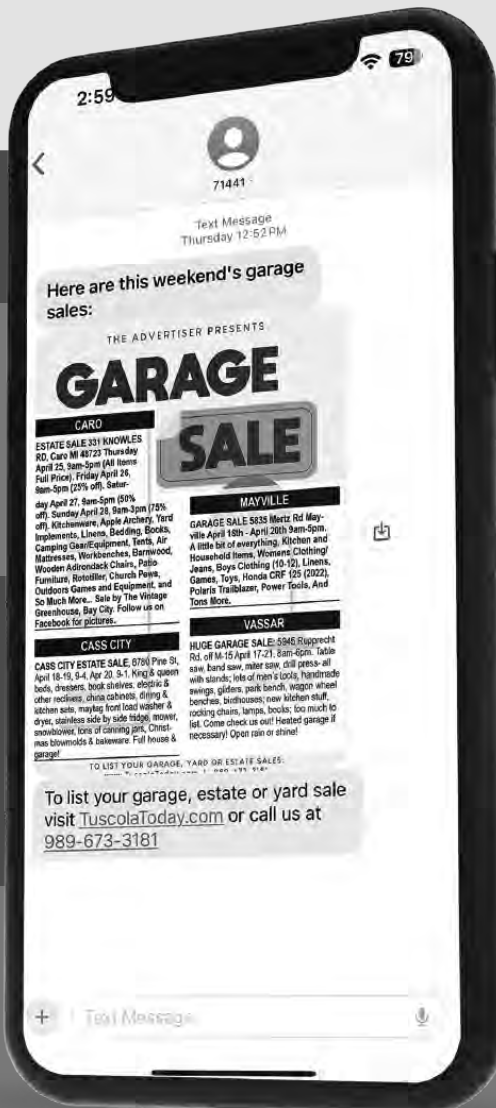 2:59
79
71441
Text Message
Thursday 12:52PM
Here are this weekend's garage
sales:
THE ADVERTISER PRESENTS
GARAGE
SALE
CARO
ESTATE SALE 331 KNOWLES
RD, Caro MI 48723 Thursday
April 25, 9am-5pm (All Items
Full Price). Friday April 26,
9am-5pm (25% off). Satur-
day April 27, 9am-5pm (50%
off). Sunday April 28, 9am-3pm (75%
off). Kitchenware, Apple Archery, Yard
Implements, Linens, Bedding, Books,
Camping Gear/Equipment, Tents, Air
Mattresses, Workbenches, Barnwood,
Wooden Adirondack Chairs, Patio
Furniture, Rototiller, Church Pews,
Outdoors Games and Equipment, and
So Much More... Sale by The Vintage
Greenhouse, Bay City. Follow us on
Facebook for pictures.
MAYVILLE
GARAGE SALE 5835 Mertz Rd May-
ville April 16th - April 20th 9am-5pm.
A little bit of everything. Kitchen and
Household Items, Womens Clothing/
Jeans, Boys Clothing (10-12), Linens,
Games, Toys, Honda CRF 125 (2022),
Polaris Trailblazer, Power Tools, And
Tons More.
CASS CITY
CASS CITY ESTATE SALE, 6780 Pine St,
April 18-19, 9-4, Apr 20, 9-1. King & queen
beds, dressers, book shelves, electric &
other recliners, china cabinets, dining &
kitchen sets, maytag front load washer &
dryer, stainless side by side fridge, mower,
snowblower, tons of canning jars, Christ-
mas blowmolds & bakeware. Full house &
garage!
VASSAR
HUGE GARAGE SALE: 5946 Rupprecht
Rd. off M-15 April 17-21, 8am-6pm. Table
saw, band saw, miter saw, drill press- all
with stands; lots of men's tools, handmade
swings, gliders, park bench, wagon wheel
benches, birdhouses; new kitchen stuff,
rocking chairs, lamps, books; too much to
list. Come check us out! Heated garage if
necessary! Open rain or shine!
TO LIST YOUR GARAGE, YARD OR ESTATE SALES:
To list your garage, estate or yard sale
visit TuscolaToday.com or call us at
989-673-3181
Text Message